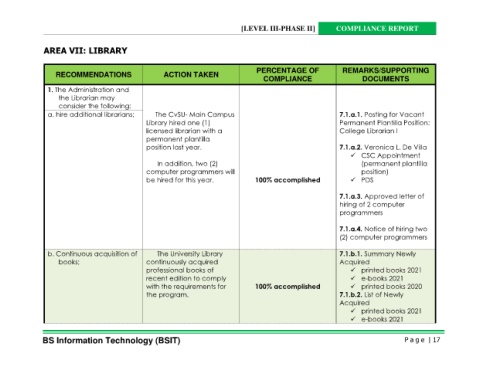 [LEVEL III-PHASE II] COMPLIANCE REPORT
AREA VII: LIBRARY
RECOMMENDATIONS
ACTION TAKEN
PERCENTAGE OF
COMPLIANCE
REMARKS/SUPPORTING
DOCUMENTS
1. The Administration and
the Librarian may
consider the following:
a. hire additional librarians;
The CvSU- Main Campus
Library hired one (1)
licensed librarian with a
permanent plantilla
position last year.
In addition, two (2)
computer programmers will
be hired for this year.
100% accomplished
7.1.a.1. Posting for Vacant
Permanent Plantilla Position:
College Librarian I
7.1.a.2. Veronica L. De Villa
✓ CSC Appointment
(permanent plantilla
position)
✓ PDS
7.1.a.3. Approved letter of
hiring of 2 computer
programmers
7.1.a.4. Notice of hiring two
(2) computer programmers
b. Continuous acquisition of
books;
The University Library
continuously acquired
professional books of
recent edition to comply
with the requirements for
the program.
100% accomplished
7.1.b.1. Summary Newly
Acquired
✓ printed books 2021
✓ e-books 2021
✓ printed books 2020
7.1.b.2. List of Newly
Acquired
✓ printed books 2021
✓ e-books 2021
BS Information Technology (BSIT)
Page | 17